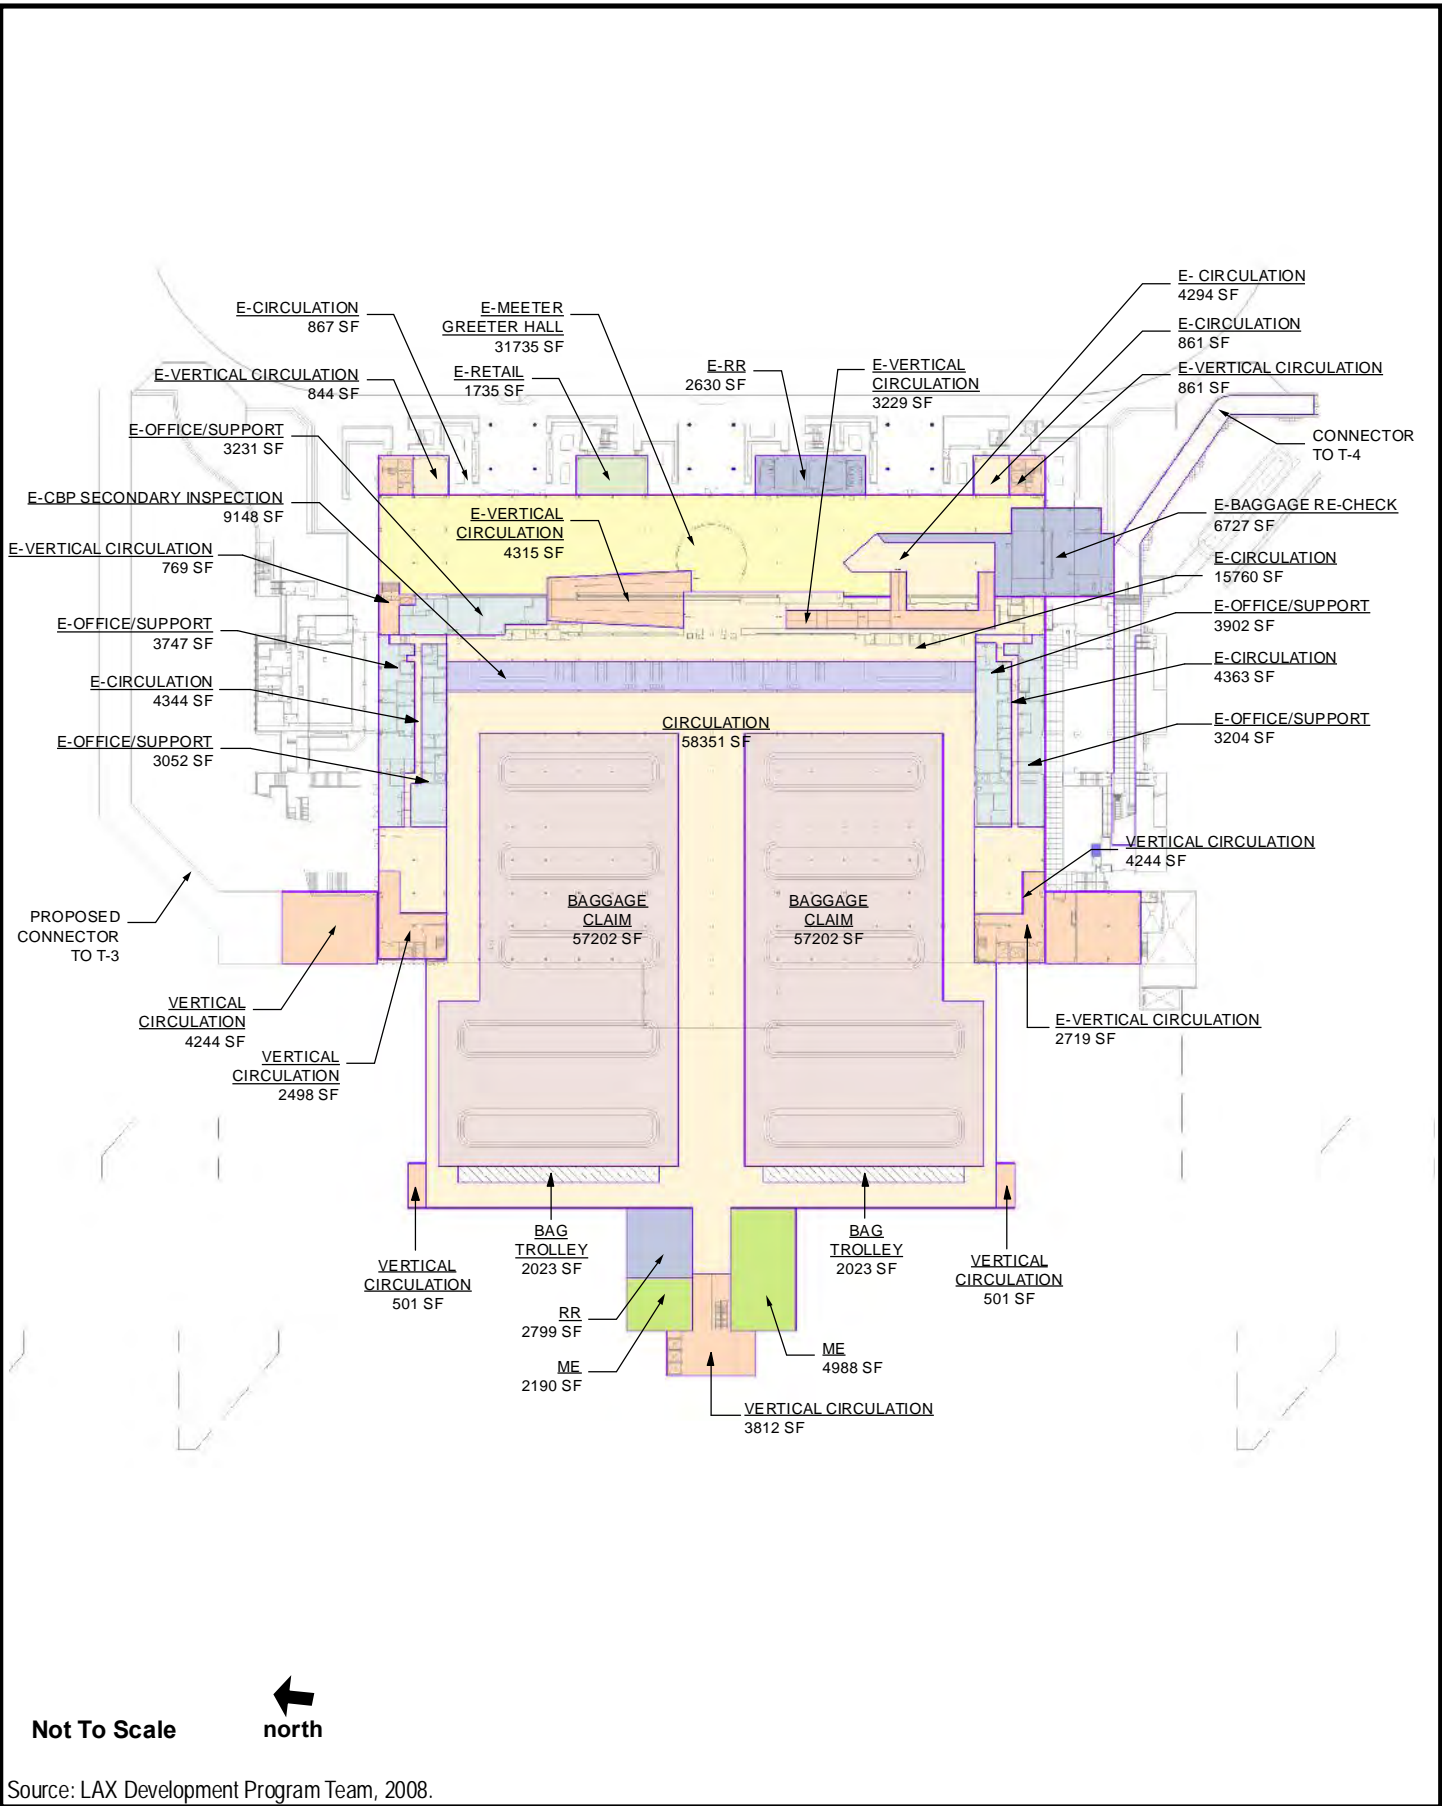 E-CIRCULATION
867 SF
E-MEETER
GREETER HALL
31735 SF
E- CIRCULATION
4294 SF
E-CIRCULATION
861 SF
E-VERTICAL CIRCULATION
844 SF
E-RETAIL
1735 SF
E-RR
2630 SF
E-VERTICAL
CIRCULATION
3229 SF
E-VERTICAL CIRCULATION
861 SF
E-OFFICE/SUPPORT
3231 SF
CONNECTOR
TO T-4
E-CBP SECONDARY INSPECTION
9148 SF
E-VERTICAL
CIRCULATION
4315 SF
E-BAGGAGE RE-CHECK
6727 SF
E-VERTICAL CIRCULATION
769 SF
E-CIRCULATION
15760 SF
E-OFFICE/SUPPORT
3747 SF
E-OFFICE/SUPPORT
3902 SF
E-CIRCULATION
4344 SF
E-CIRCULATION
4363 SF
E-OFFICE/SUPPORT
3052 SF
CIRCULATION
58351 SF
E-OFFICE/SUPPORT
3204 SF
VERTICAL CIRCULATION
4244 SF
PROPOSED
CONNECTOR
TO T-3
BAGGAGE
CLAIM
57202 SF
BAGGAGE
CLAIM
57202 SF
VERTICAL
CIRCULATION
4244 SF
E-VERTICAL CIRCULATION
2719 SF
VERTICAL
CIRCULATION
2498 SF
VERTICAL
CIRCULATION
501 SF
BAG
TROLLEY
2023 SF
BAG
TROLLEY
2023 SF
VERTICAL
CIRCULATION
501 SF
RR
2799 SF
ME
2190 SF
ME
4988 SF
VERTICAL CIRCULATION
3812 SF
Not To Scale
north
Source: LAX Development Program Team, 2008.